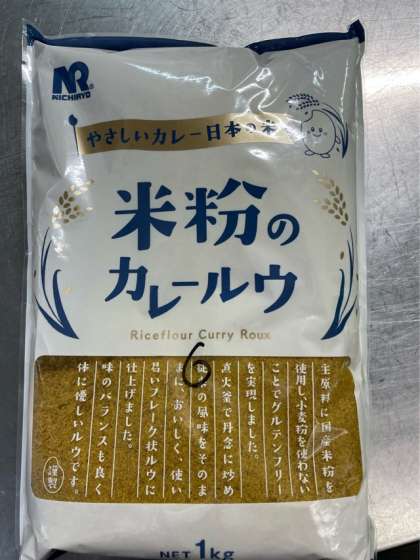 NICHIRYO
やさしいカレー日本の米
米粉の
カレールウ
Riceflour Curry Roux
6
主原料に国産米粉を
使用し、小麦粉を使わない
ことでグルテンフリー
を実現しました。
直火釜で丹念に炒め
の風味をそのま
まに、おいしく、使い
易いフレーク状ルウに
仕上げました。
味のバランスも良く
体に優しいルウです。
謹製
NET 1kg